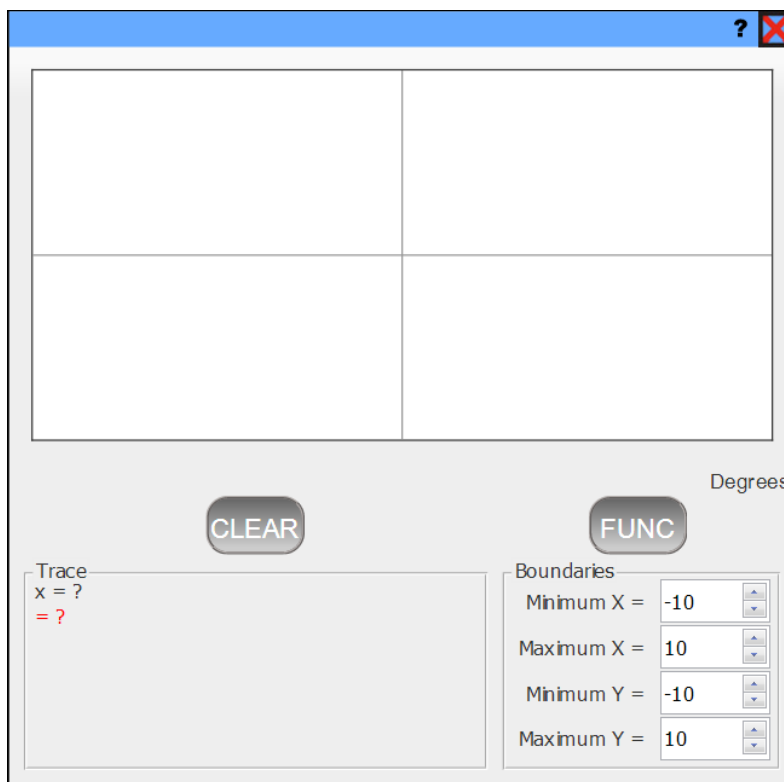 ?
Degrees
CLEAR
FUNC
Trace
x = ?
= ?
Boundaries
Minimum X = -10
Maximum X = 10
Minimum Y = -10
Maximum Y = 10